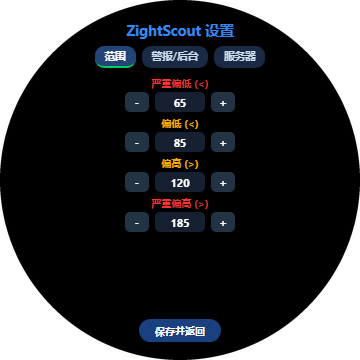 ZightScout 设置
范围 警报/后台 服务器
严重偏低 (<)
- 65 +
偏低 (<)
- 85 +
偏高 (>)
- 120 +
严重偏高 (>)
- 185 +
保存并返回